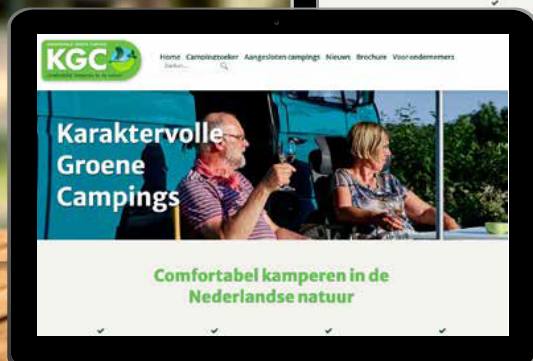 KGC
Home Campingzoeker Aangesloten campings Nieuws Brochure Voor ondernemers
Zoeken...
Karaktervolle
Groene
Campings
Comfortabel kamperen in de
Nederlandse natuur